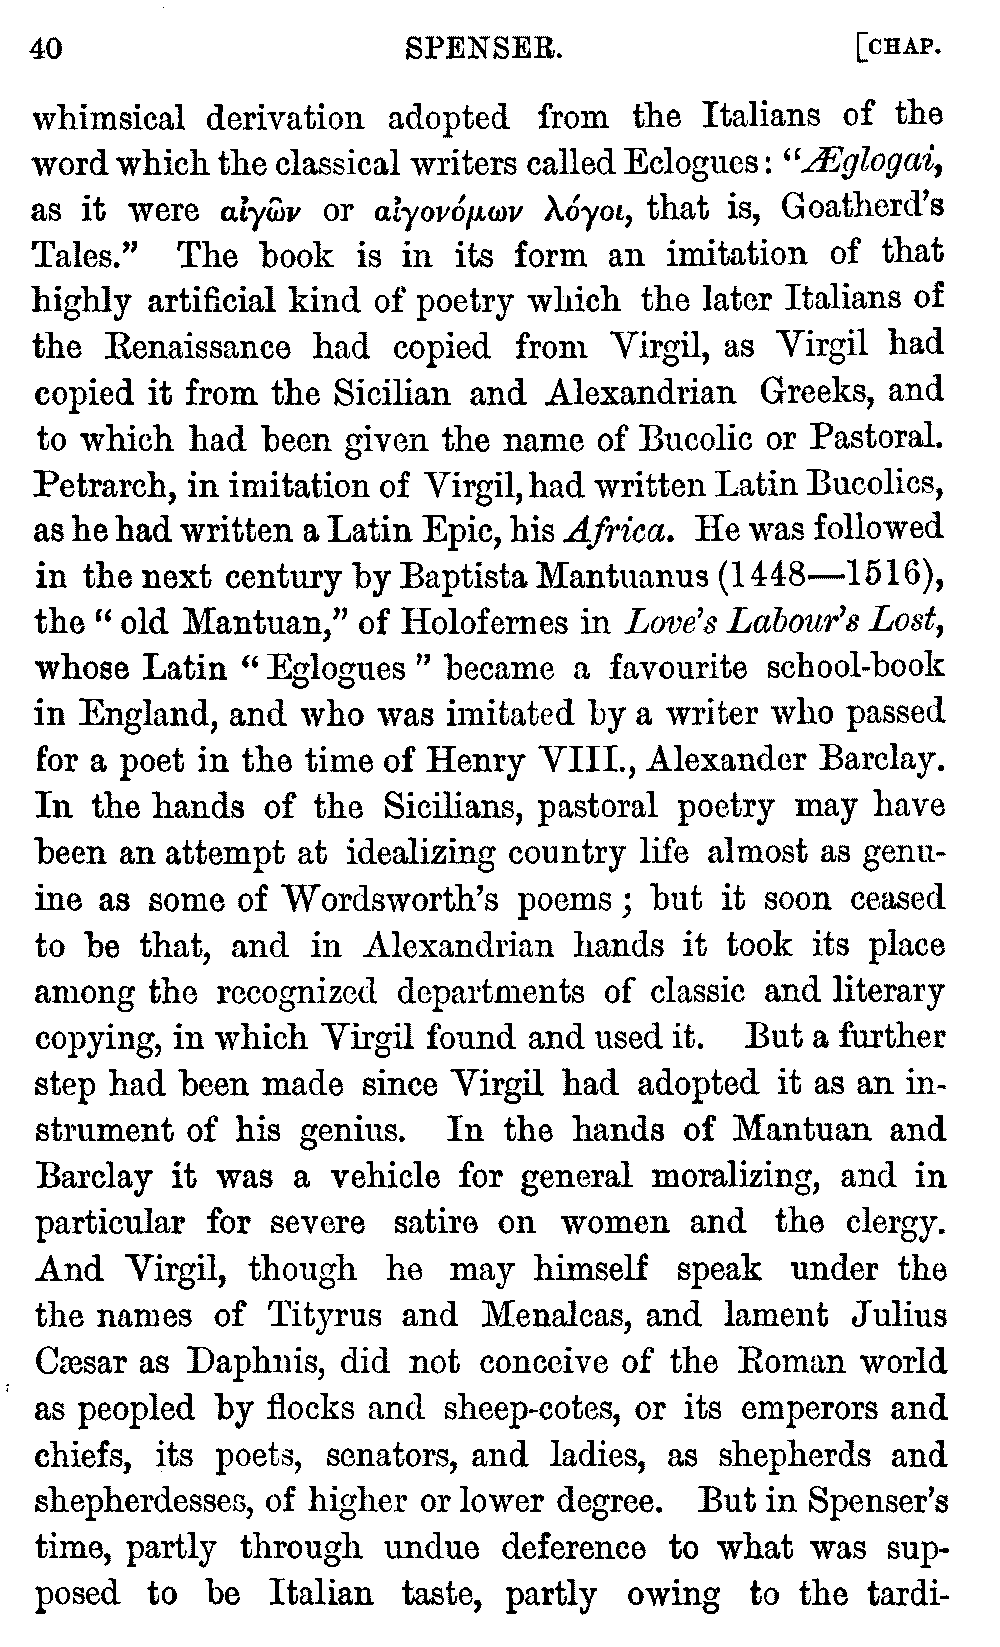 40 SPENSER. [CHAP.
whimsical derivation adopted from the Italians of the
word which the classical writers called Eclogues: “Æglogai,
as it were αἰγῶν or αἰγονόμων λόγοι, that is, Goatherd’s
Tales.” The book is in its form an imitation of that
highly artificial kind of poetry which the later Italians of
the Renaissance had copied from Virgil, as Virgil had
copied it from the Sicilian and Alexandrian Greeks, and
to which had been given the name of Bucolic or Pastoral.
Petrarch, in imitation of Virgil, had written Latin Bucolics,
as he had written a Latin Epic, his Africa. He was followed
in the next century by Baptista Mantuanus (1448—1516),
the “ old Mantuan,” of Holofernes in Love’s Labour’s Lost,
whose Latin “ Eglogues ” became a favourite school-book
in England, and who was imitated by a writer who passed
for a poet in the time of Henry VIII., Alexander Barclay.
In the hands of the Sicilians, pastoral poetry may have
been an attempt at idealizing country life almost as genu-
ine as some of Wordsworth’s poems ; but it soon ceased
to be that, and in Alexandrian hands it took its place
among the recognized departments of classic and literary
copying, in which Virgil found and used it. But a further
step had been made since Virgil had adopted it as an in-
strument of his genius. In the hands of Mantuan and
Barclay it was a vehicle for general moralizing, and in
particular for severe satire on women and the clergy.
And Virgil, though he may himself speak under the
the names of Tityrus and Menalcas, and lament Julius
Cæsar as Daphnis, did not conceive of the Roman world
as peopled by flocks and sheep-cotes, or its emperors and
chiefs, its poets, senators, and ladies, as shepherds and
shepherdesses, of higher or lower degree. But in Spenser’s
time, partly through undue deference to what was sup-
posed to be Italian taste, partly owing to the tardi-